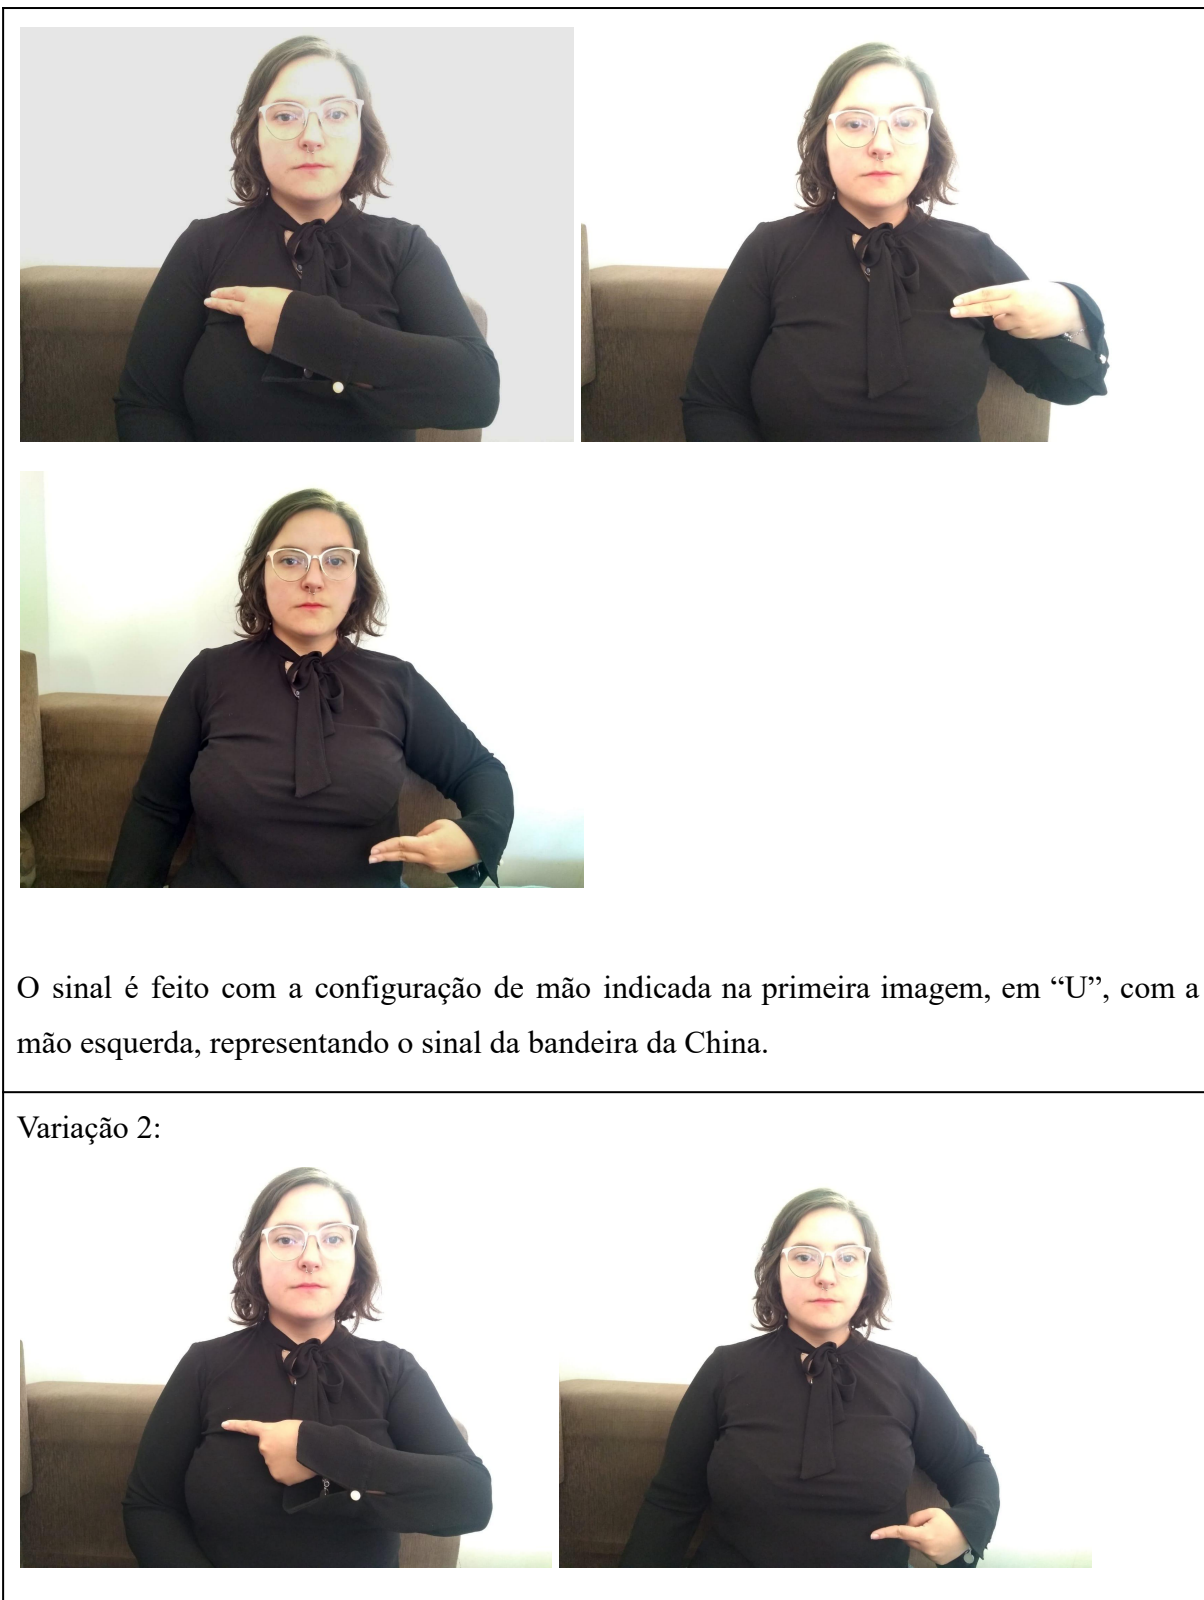 O sinal é feito com a configuração de mão indicada na primeira imagem, em “U”, com a
mão esquerda, representando o sinal da bandeira da China.
Variação 2: